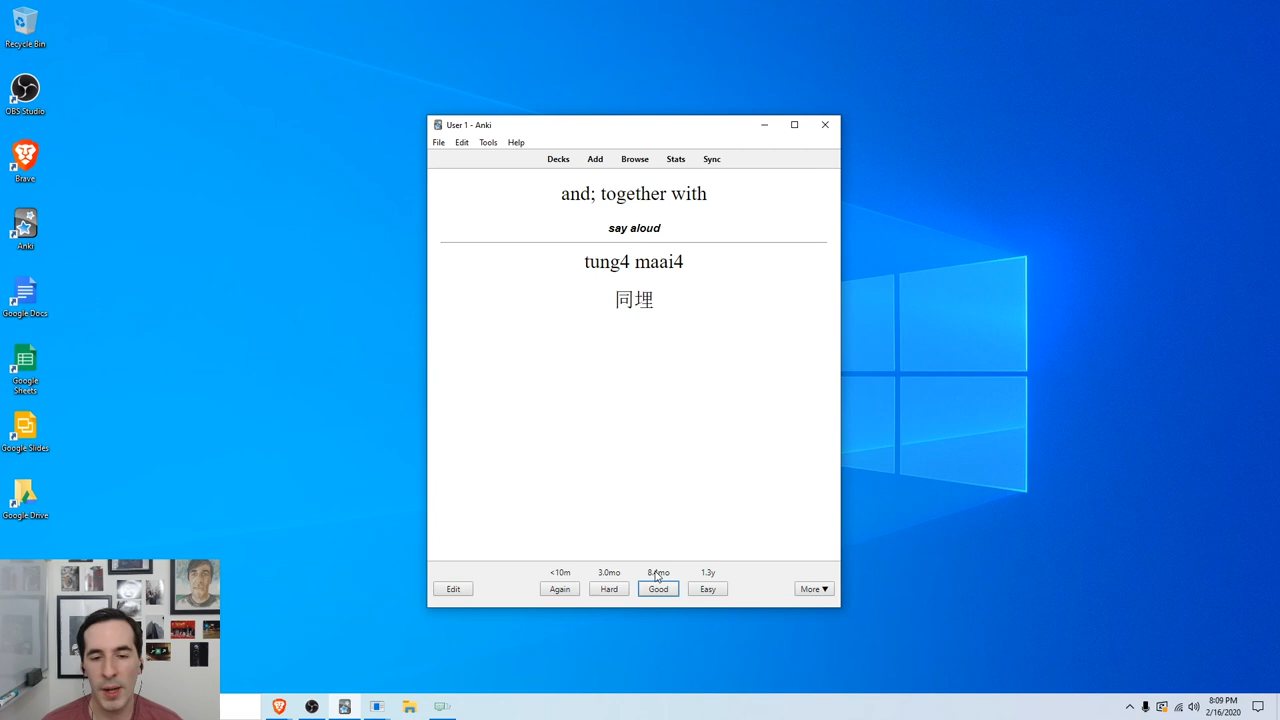 Recycle Bin
OBS Studio
Brave
Anki
Google Docs
Google
Sheets
Google Slides
Google Drive
User 1 - Anki
File Edit Tools Help
Decks Add Browse Stats Sync
and; together with
say aloud
tung4 maai4
同埋
<10m 3.0mo 1.3y
Edit Again Hard Good Easy More ▼
8:09 PM
2/16/2020